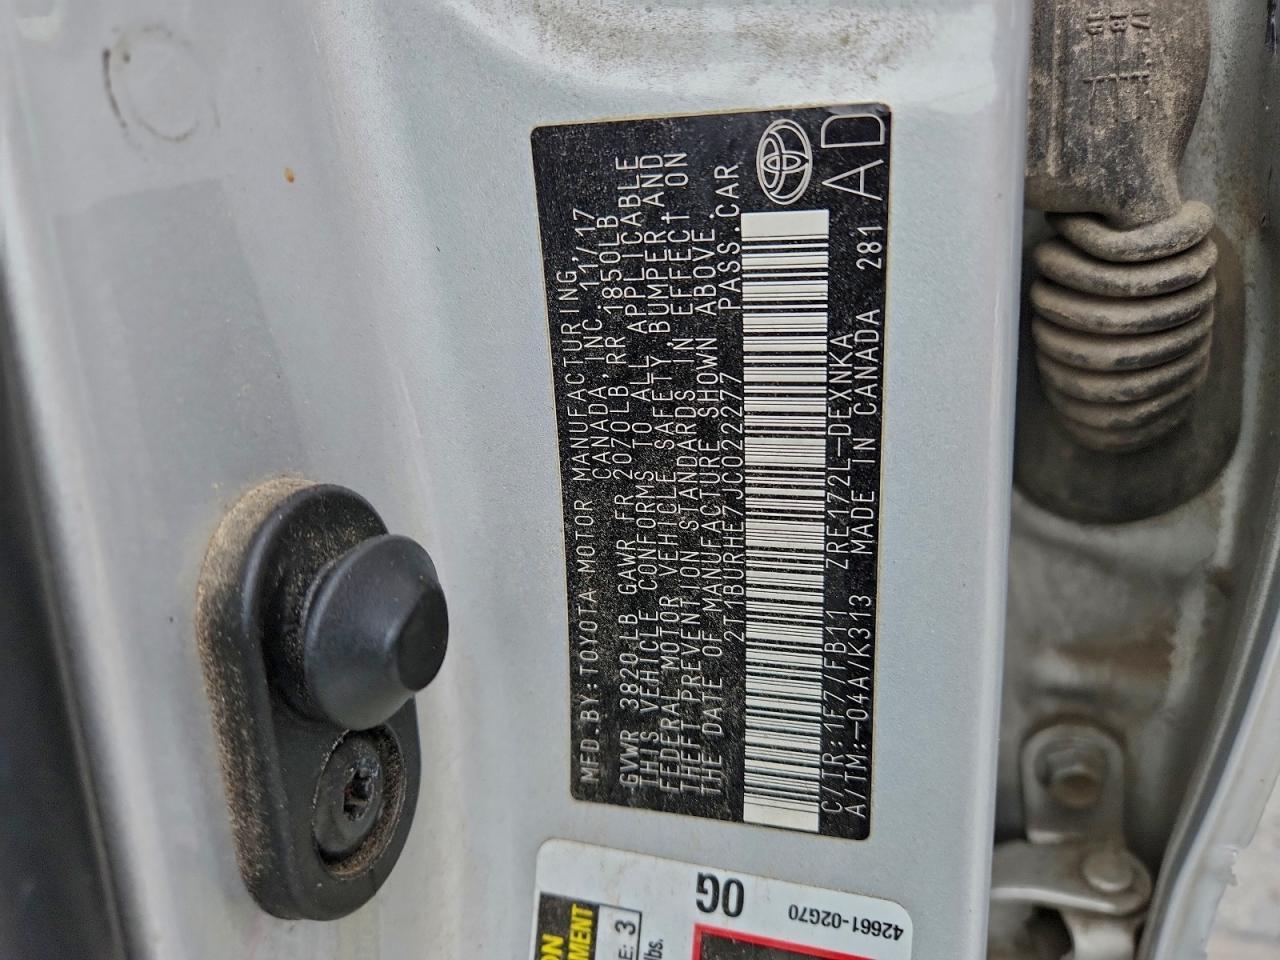 MFD.BY:TOYOTA MOTOR MANUFACTURING,
CANADA,INC. 11/17
GVWR 3820LB GAWR FR 2070LB,RR 1850LB
THIS VEHICLE CONFORMS TO ALL APPLICABLE
FEDERAL MOTOR VEHICLE SAFETY, BUMPER,AND
THEFT PREVENTION STANDARDS IN EFFECT ON
THE DATE OF MANUFACTURE SHOWN ABOVE.
2T1BURHE7JC022277 PASS.CAR
C/TR:1F7/FB11 ZRE172L-DEXNKA
A/TM:-04A/K313 MADE IN CANADA 281
AD
0G
42661-02G70